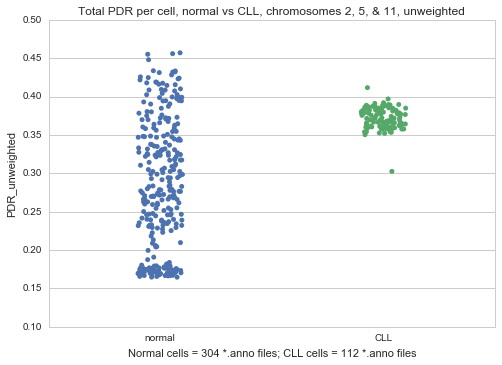 Total PDR per cell, normal vs CLL, chromosomes 2, 5, & 11, unweighted
0.50
0.45
0.40
0.35
0.30
0.25
0.20
0.15
0.10
PDR_unweighted
normal
CLL
Normal cells = 304 *.anno files; CLL cells = 112 *.anno files